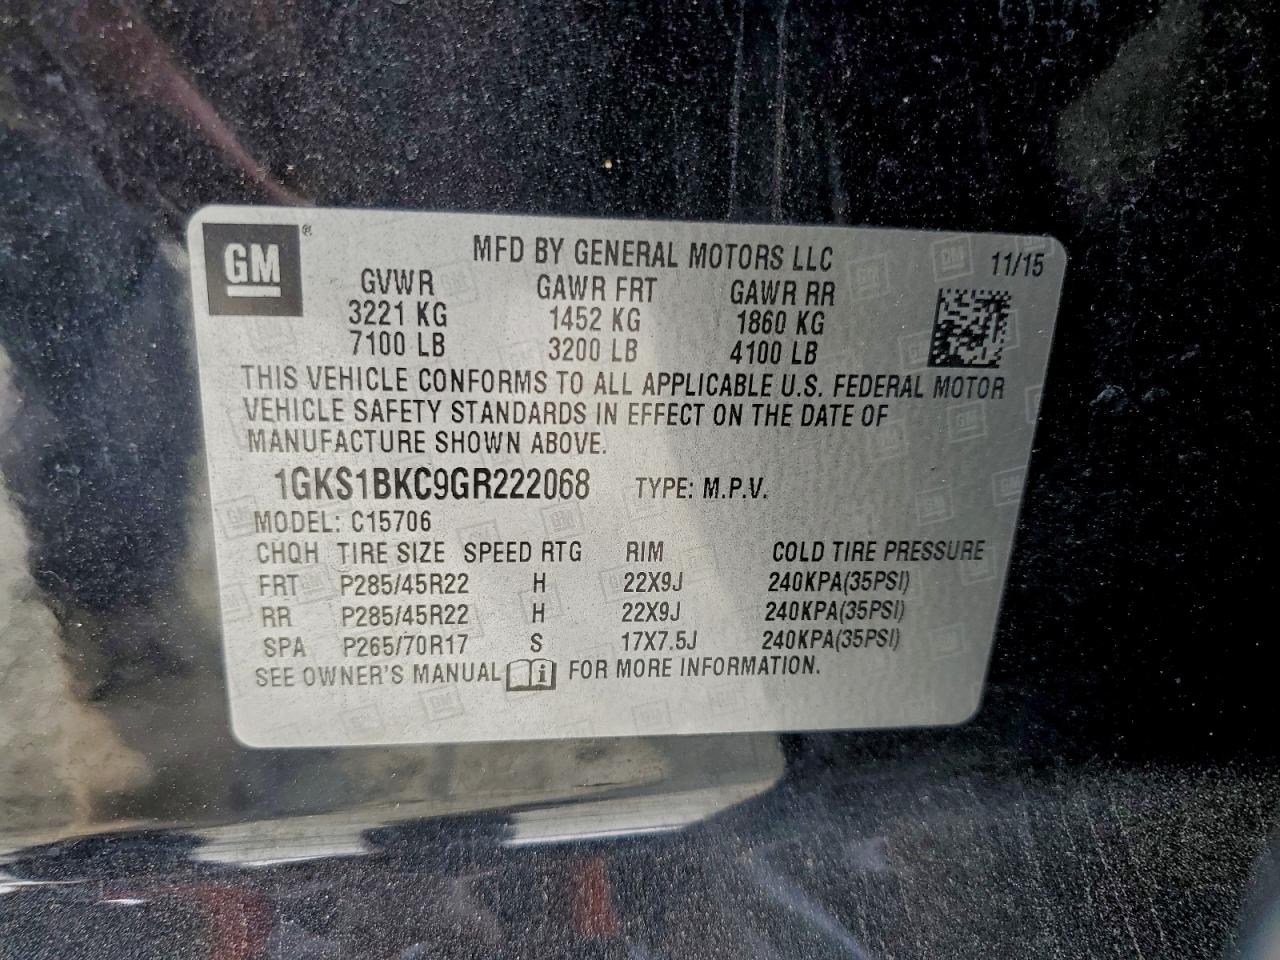 GM®
MFD BY GENERAL MOTORS LLC 11/15
GVWR GAWR FRT GAWR RR
3221 KG 1452 KG 1860 KG
7100 LB 3200 LB 4100 LB
THIS VEHICLE CONFORMS TO ALL APPLICABLE U.S. FEDERAL MOTOR
VEHICLE SAFETY STANDARDS IN EFFECT ON THE DATE OF
MANUFACTURE SHOWN ABOVE.
1GKS1BKC9GR222068 TYPE: M.P.V.
MODEL: C15706
CHQH TIRE SIZE SPEED RTG RIM COLD TIRE PRESSURE
FRT P285/45R22 H 22X9J 240KPA(35PSI)
RR P285/45R22 H 22X9J 240KPA(35PSI)
SPA P265/70R17 S 17X7.5J 240KPA(35PSI)
SEE OWNER'S MANUAL FOR MORE INFORMATION.